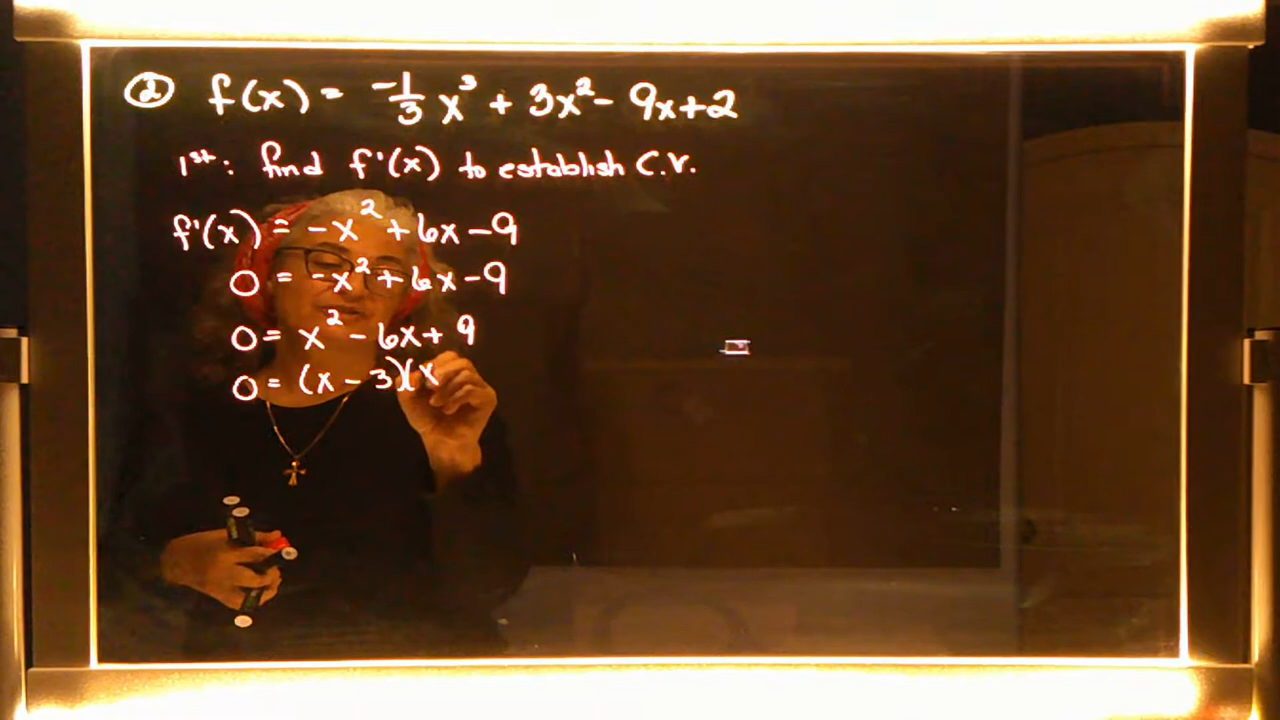 ② f(x) = -1/3 x³ + 3x² - 9x + 2
1st: find f'(x) to establish C.V.
f'(x) = -x² + 6x - 9
0 = -x² + 6x - 9
0 = x² - 6x + 9
0 = (x - 3)(x